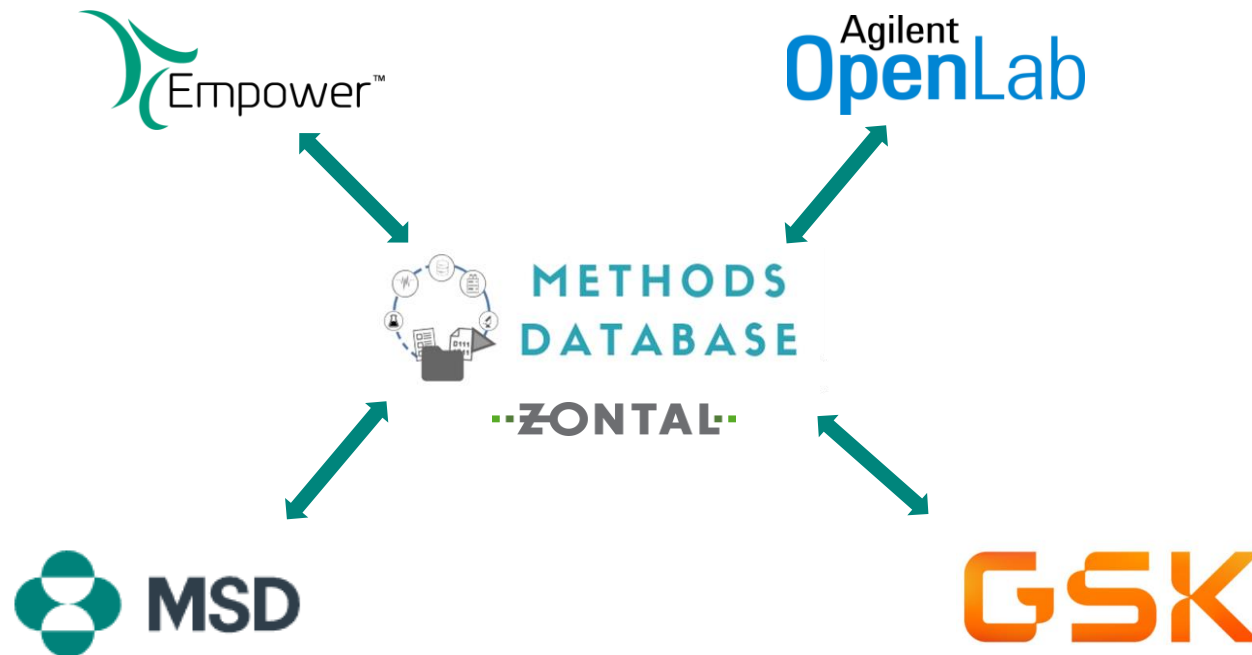 Empower™
Agilent
OpenLab
METHODS
DATABASE
ZONTAL
MSD
GSK